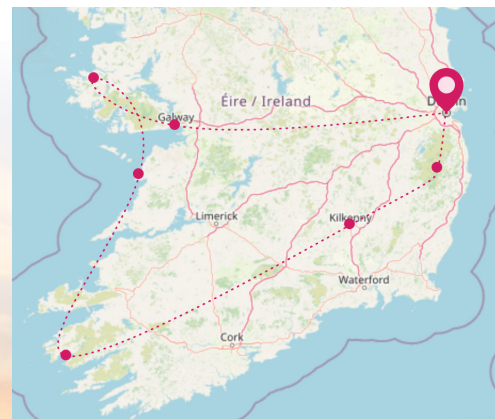 Éire / Ireland
Galway
Limerick
Kilkenny
Waterford
Cork